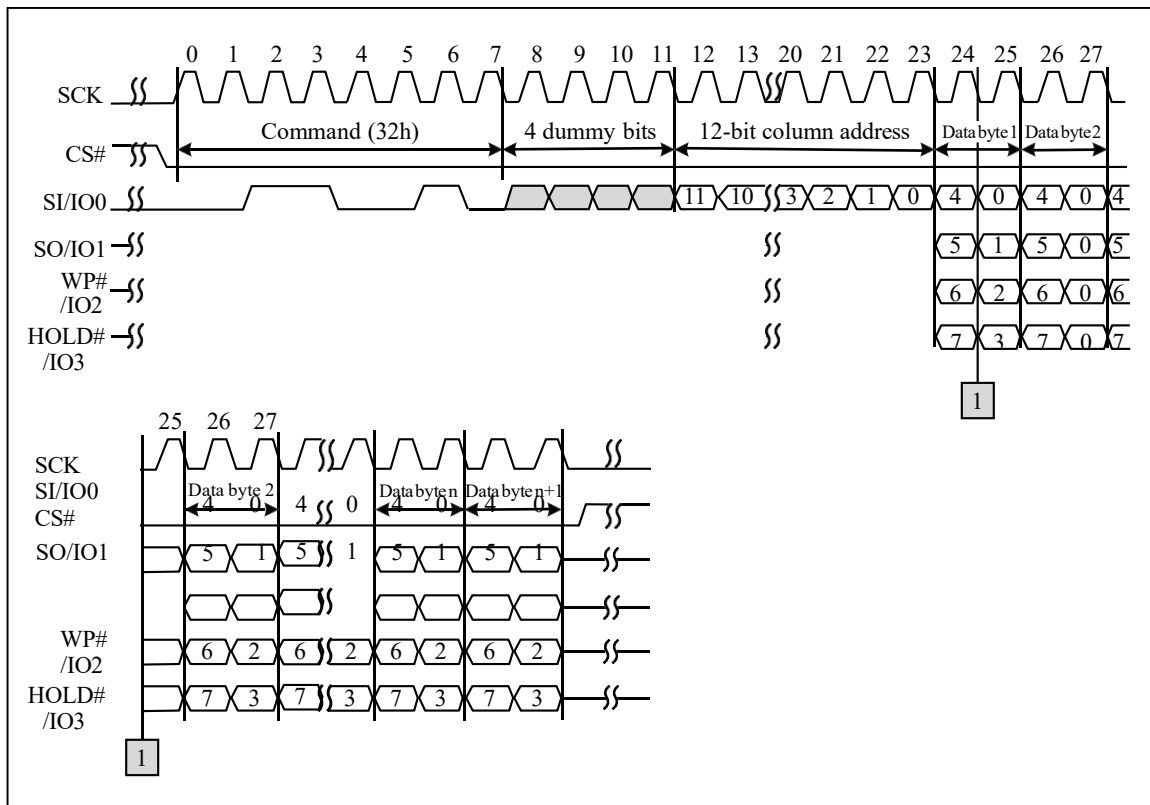 0 1 2 3 4 5 6 7 8 9 10 11 12 13 20 21 22 23 24 25 26 27
SCK
Command (32h) 4 dummy bits 12-bit column address Data byte 1 Data byte 2
CS#
SI/IO0 11 10 3 2 1 0 4 0 4 0 4
SO/IO1 5 1 5 0 5
WP#
/IO2 6 2 6 0 6
HOLD#
/IO3 7 3 7 0 7
1
25 26 27
SCK
SI/IO0 Data byte 2 Data byte n Data byte n+1
4 0 4 0 4 0 4 0
CS#
SO/IO1 5 1 5 1 5 1 5 1
WP#
/IO2 6 2 6 2 6 2 6 2
HOLD#
/IO3 7 3 7 3 7 3 7 3
1